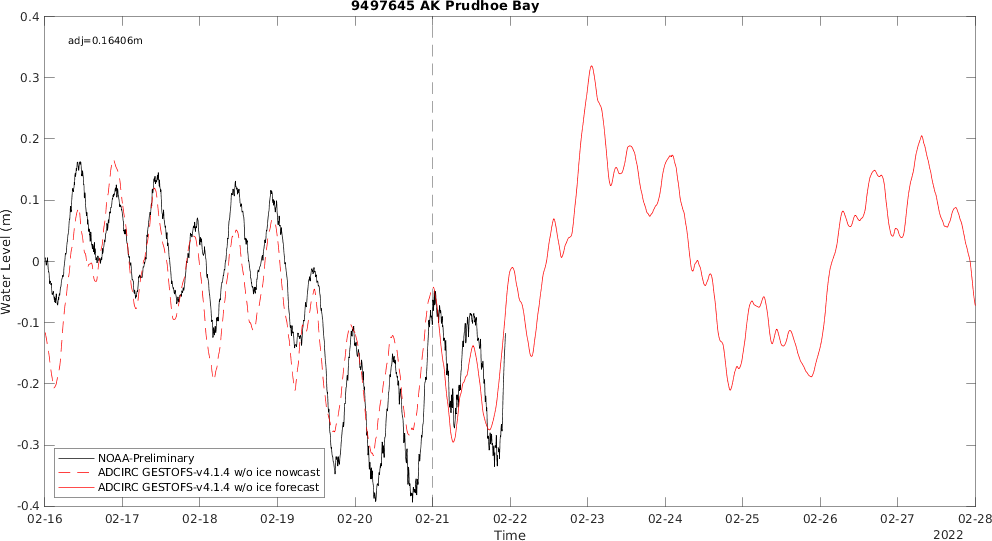 9497645 AK Prudhoe Bay
adj=0.16406m
0.4
0.3
0.2
0.1
0
-0.1
-0.2
-0.3
-0.4
Water Level (m)
NOAA-Preliminary
ADCIRC GESTOFS-v4.1.4 w/o ice nowcast
ADCIRC GESTOFS-v4.1.4 w/o ice forecast
02-16 02-17 02-18 02-19 02-20 02-21 02-22 02-23 02-24 02-25 02-26 02-27 02-28
Time
2022